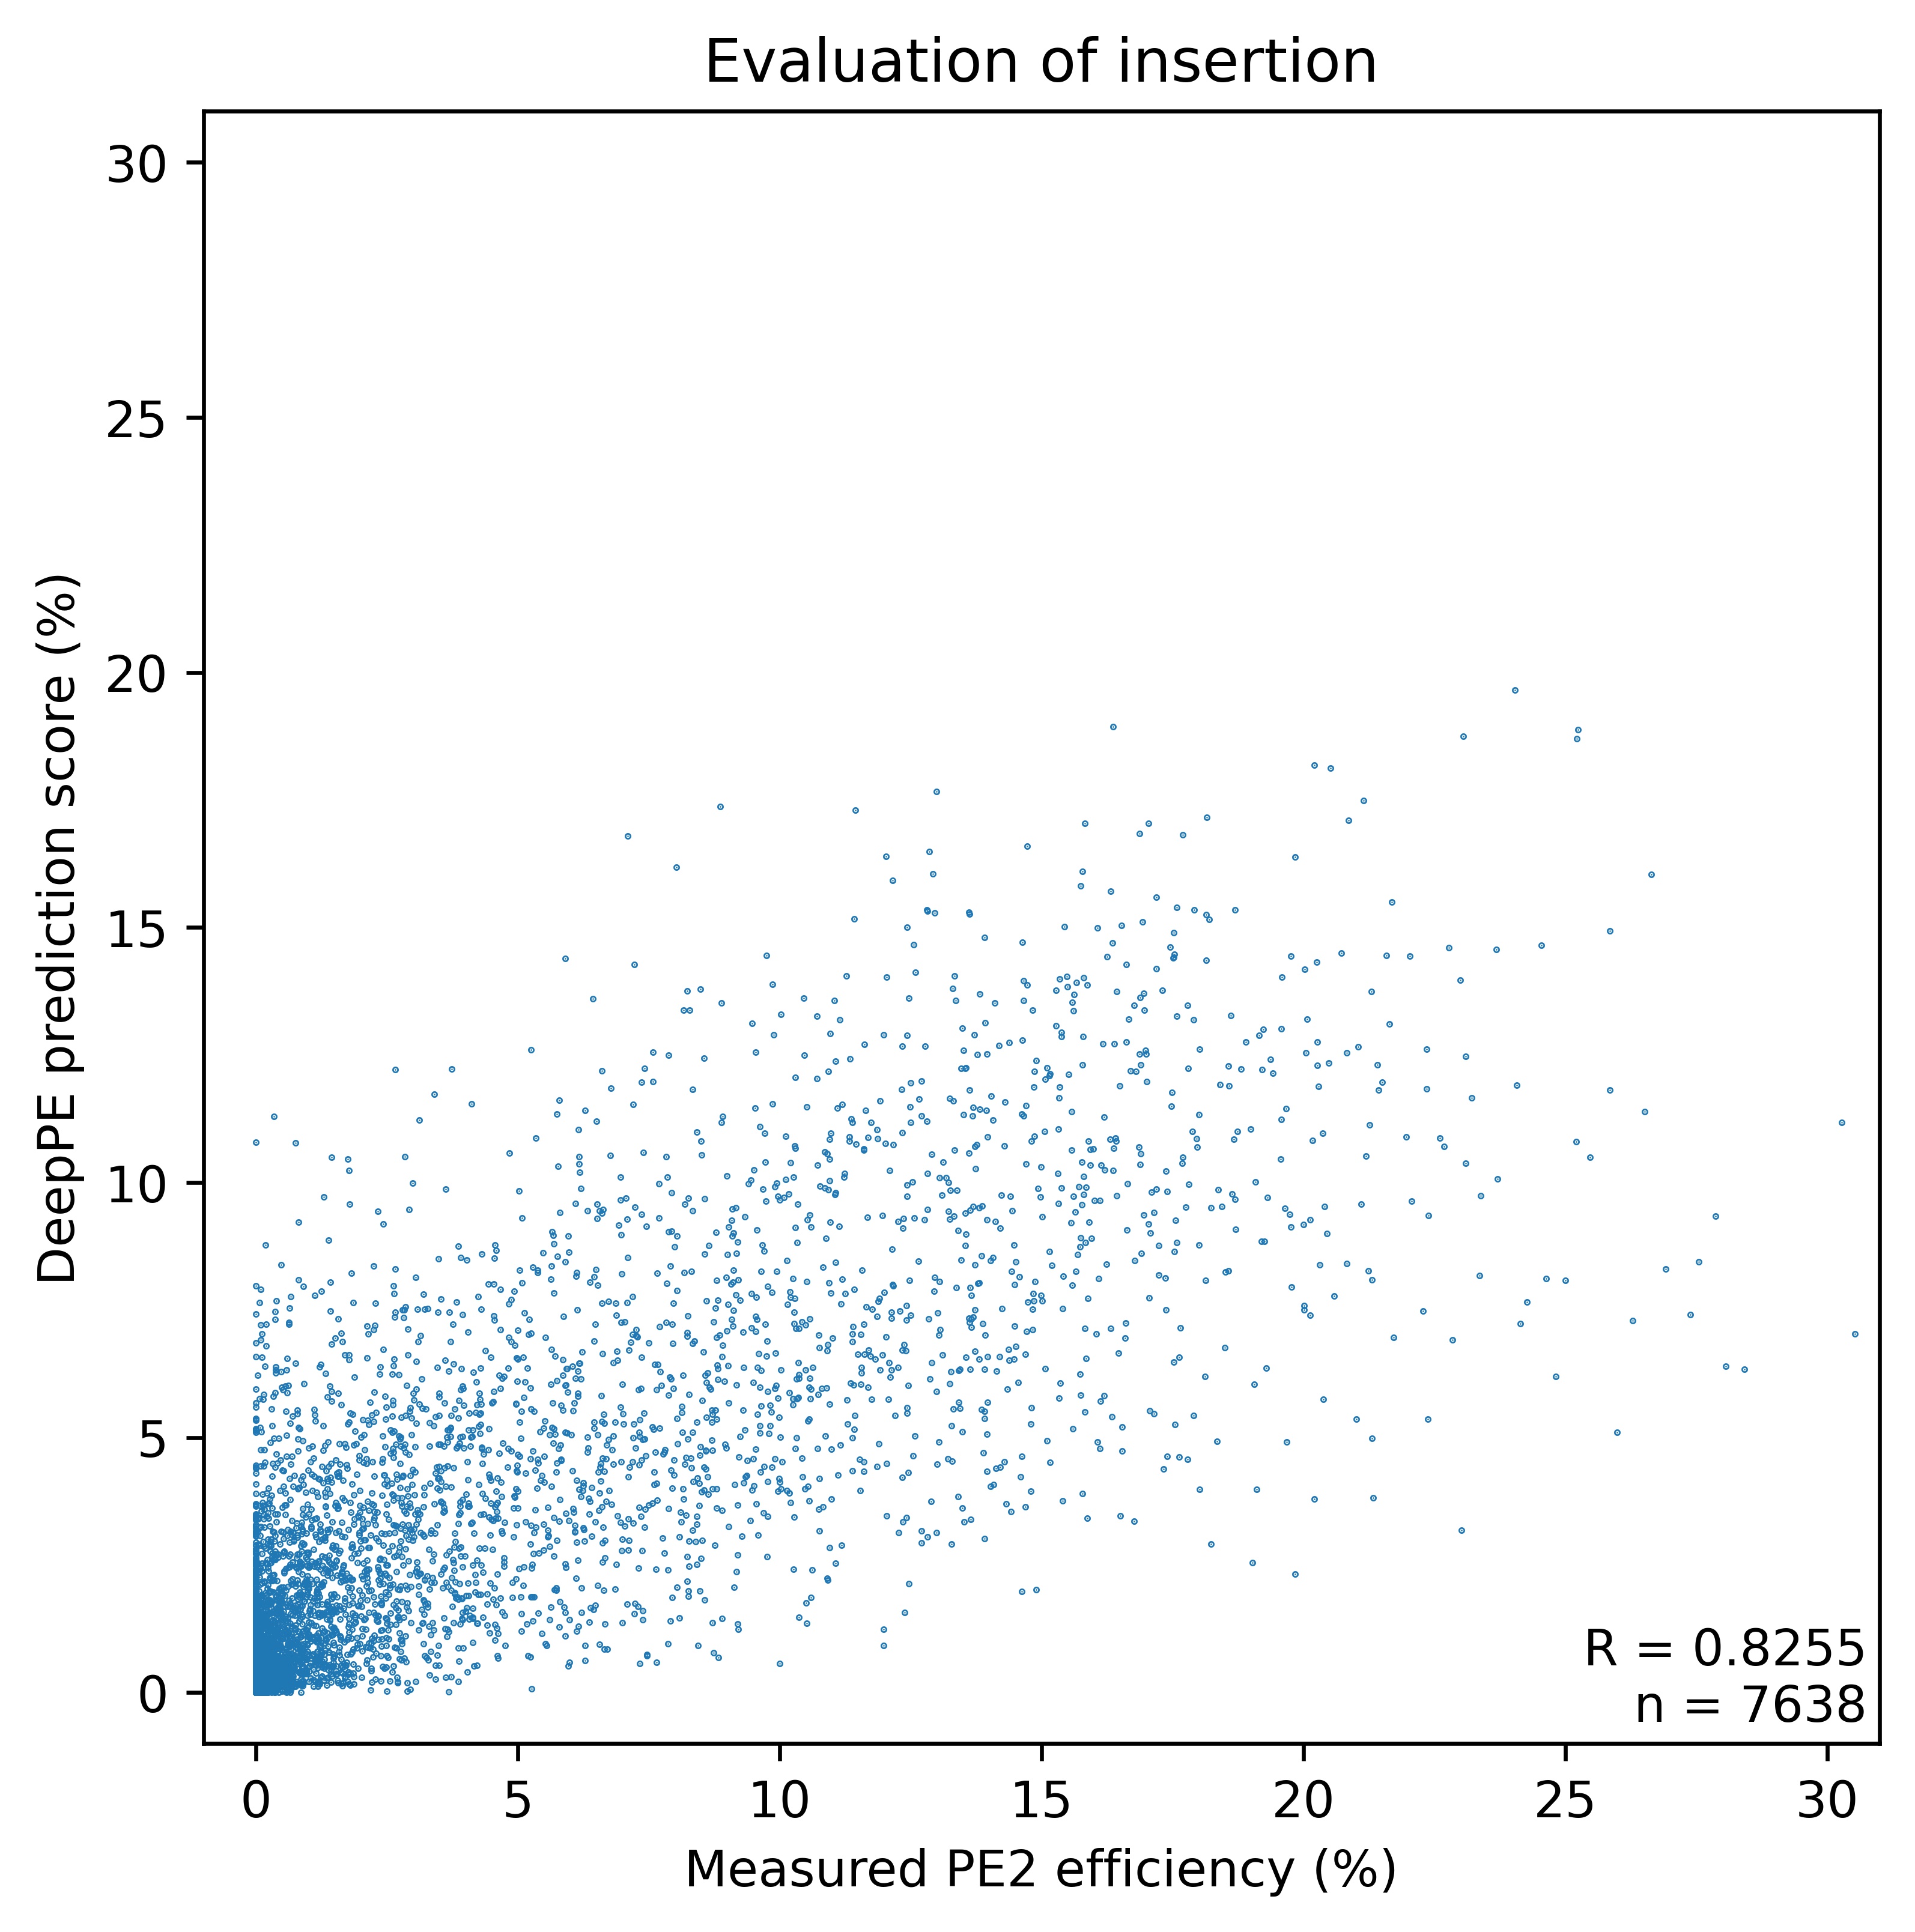 Evaluation of insertion
30
25
20
15
10
5
0
DeepPE prediction score (%)
R = 0.8255
n = 7638
0 5 10 15 20 25 30
Measured PE2 efficiency (%)